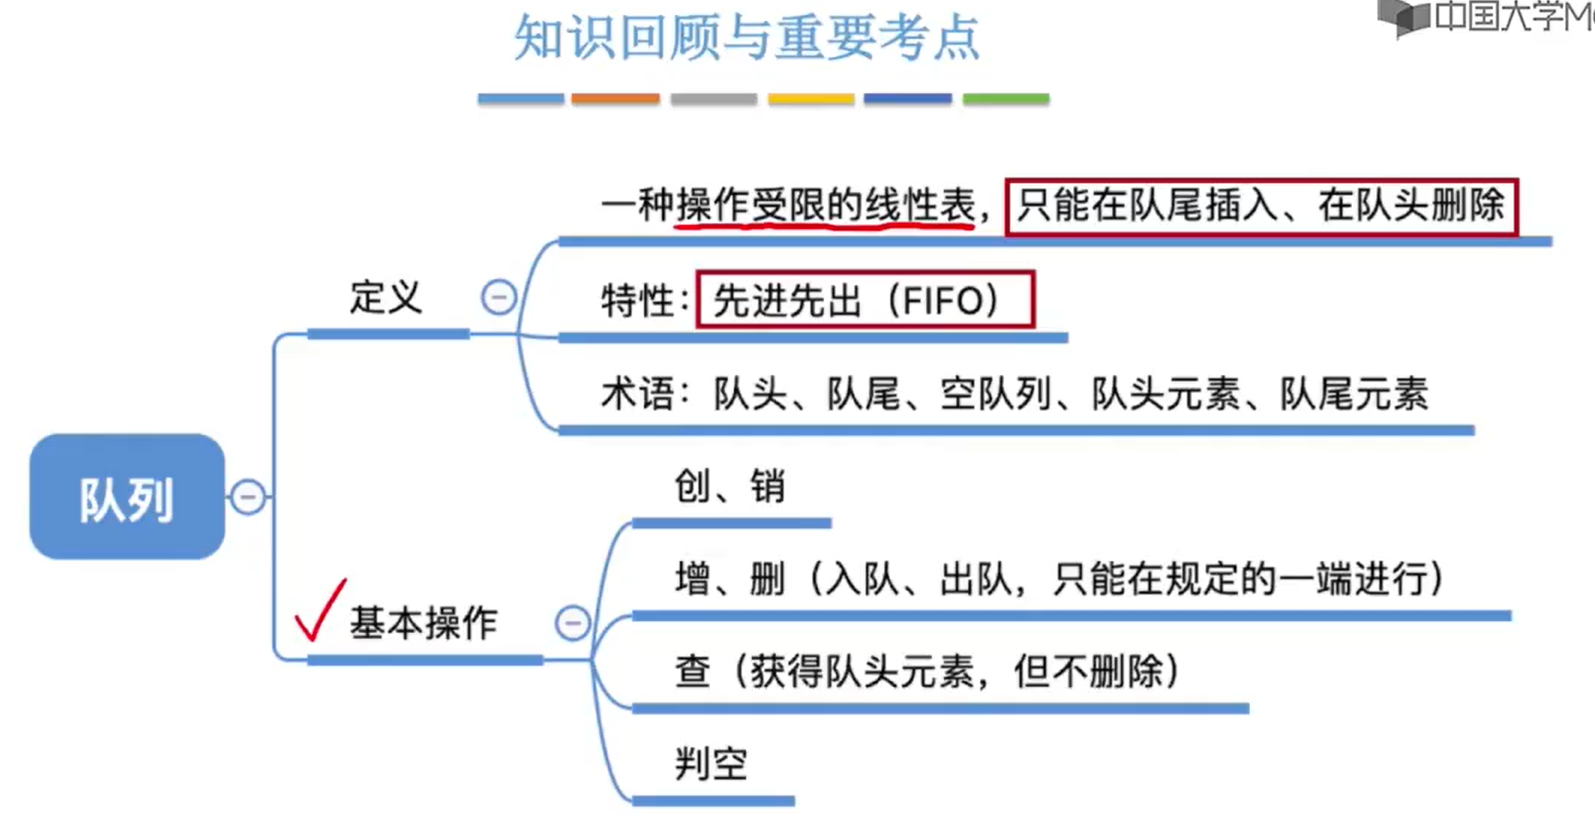 知识回顾与重要考点
中国大学M
一种操作受限的线性表，只能在队尾插入、在队头删除
定义
特性：先进先出（FIFO）
术语：队头、队尾、空队列、队头元素、队尾元素
队列
创、销
增、删（入队、出队，只能在规定的一端进行）
基本操作
查（获得队头元素，但不删除）
判空